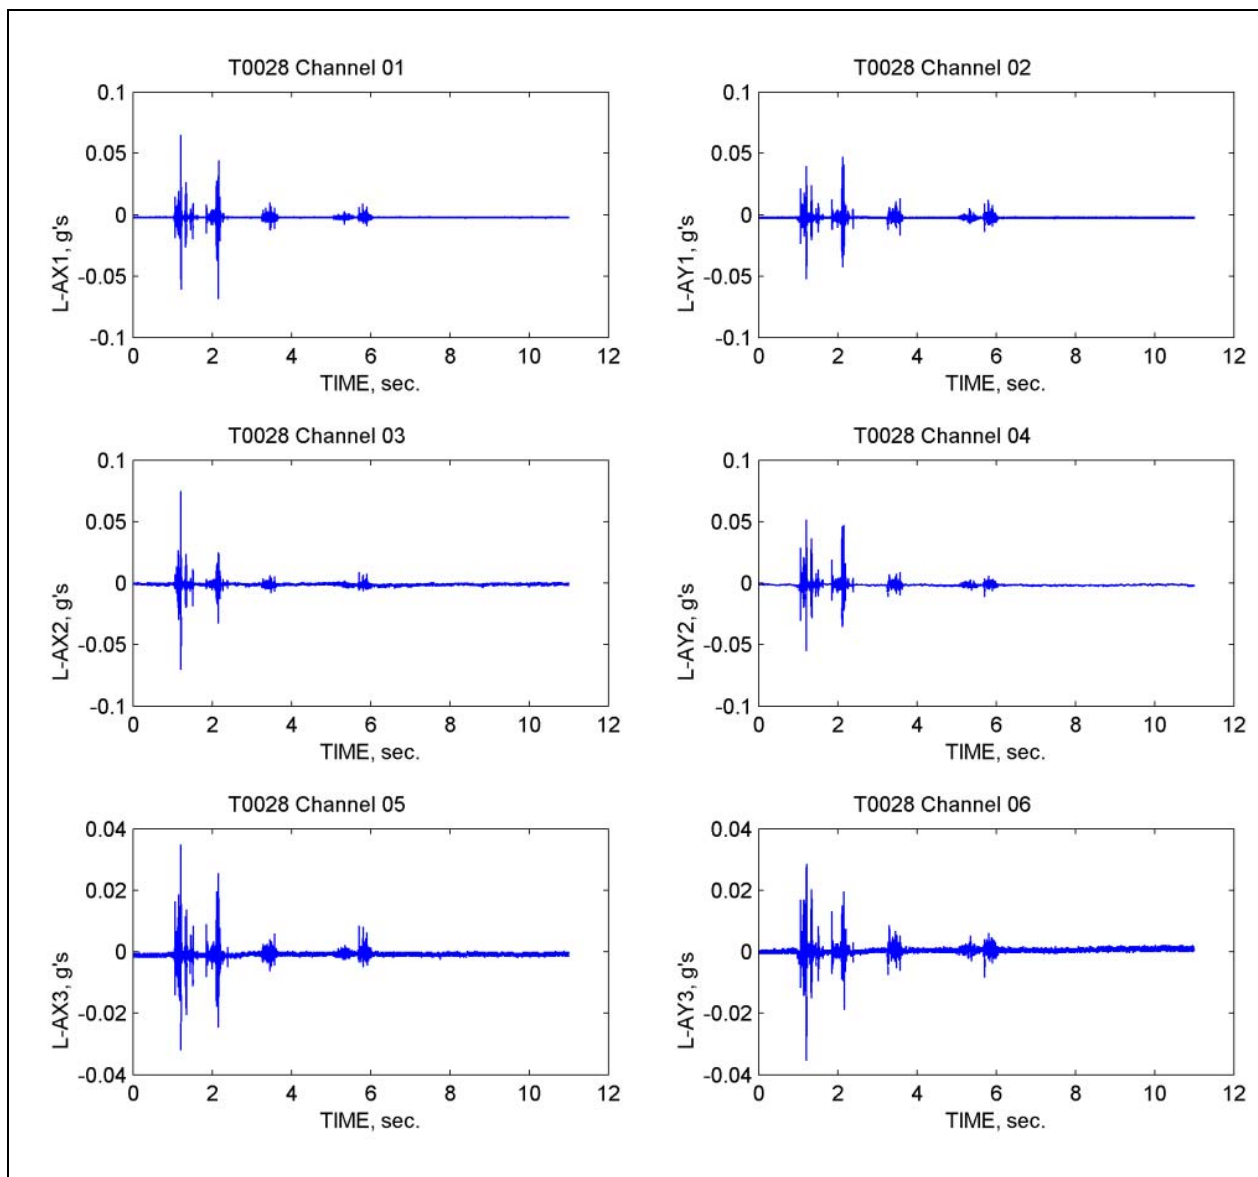 T0028 Channel 01
0.1
0.05
0
-0.05
-0.1
L-AX1, g's
0 2 4 6 8 10 12
TIME, sec.
T0028 Channel 02
0.1
0.05
0
-0.05
-0.1
L-AY1, g's
0 2 4 6 8 10 12
TIME, sec.
T0028 Channel 03
0.1
0.05
0
-0.05
-0.1
L-AX2, g's
0 2 4 6 8 10 12
TIME, sec.
T0028 Channel 04
0.1
0.05
0
-0.05
-0.1
L-AY2, g's
0 2 4 6 8 10 12
TIME, sec.
T0028 Channel 05
0.04
0.02
0
-0.02
-0.04
L-AX3, g's
0 2 4 6 8 10 12
TIME, sec.
T0028 Channel 06
0.04
0.02
0
-0.02
-0.04
L-AY3, g's
0 2 4 6 8 10 12
TIME, sec.